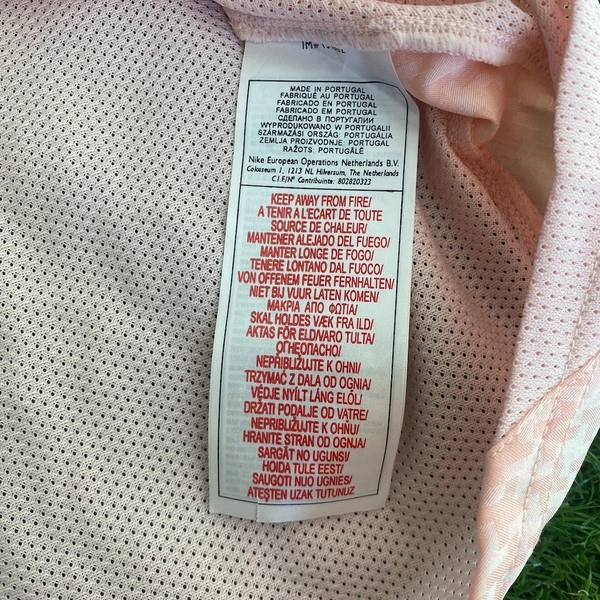 MADE IN PORTUGAL
FABRIQUÉ AU PORTUGAL
FABRICADO EN PORTUGAL
FABRICADO EM PORTUGAL
СДЕЛАНО В ПОРТУГАЛИИ
WYPRODUKOWANO W PORTUGALII
SZÁRMAZÁSI ORSZÁG: PORTUGÁLIA
ZEMLJA PROIZVODNJE: PORTUGAL
RAŽOTS: PORTUGĀLĒ
Nike European Operations Netherlands B.V.
Colosseum 1, 1213 NL Hilversum, The Netherlands
C.I.F/Nº Contribuinte: 802820323
KEEP AWAY FROM FIRE/
A TENIR A L'ECART DE TOUTE
SOURCE DE CHALEUR/
MANTENER ALEJADO DEL FUEGO/
MANTER LONGE DE FOGO/
TENERE LONTANO DAL FUOCO/
VON OFFENEM FEUER FERNHALTEN/
NIET BIJ VUUR LATEN KOMEN/
ΜΑΚΡΙΑ ΑΠΟ ΦΩΤΙΑ/
SKAL HOLDES VÆK FRA ILD/
AKTAS FÖR ELD/VARO TULTA/
ОГНЕОПАСНО/
NEPŘIBLIŽUJTE K OHNI/
TRZYMAĆ Z DALA OD OGNIA/
VÉDJE NYÍLT LÁNG ELŐL/
DRŽATI PODALJE OD VATRE/
NEPRIBLIŽUJTE K OHŇU/
HRANITE STRAN OD OGNJA/
SARGĀT NO UGUNS/
HOIDA TULE EEST/
SAUGOTI NUO UGNIES/
ATEŞTEN UZAK TUTUNUZ